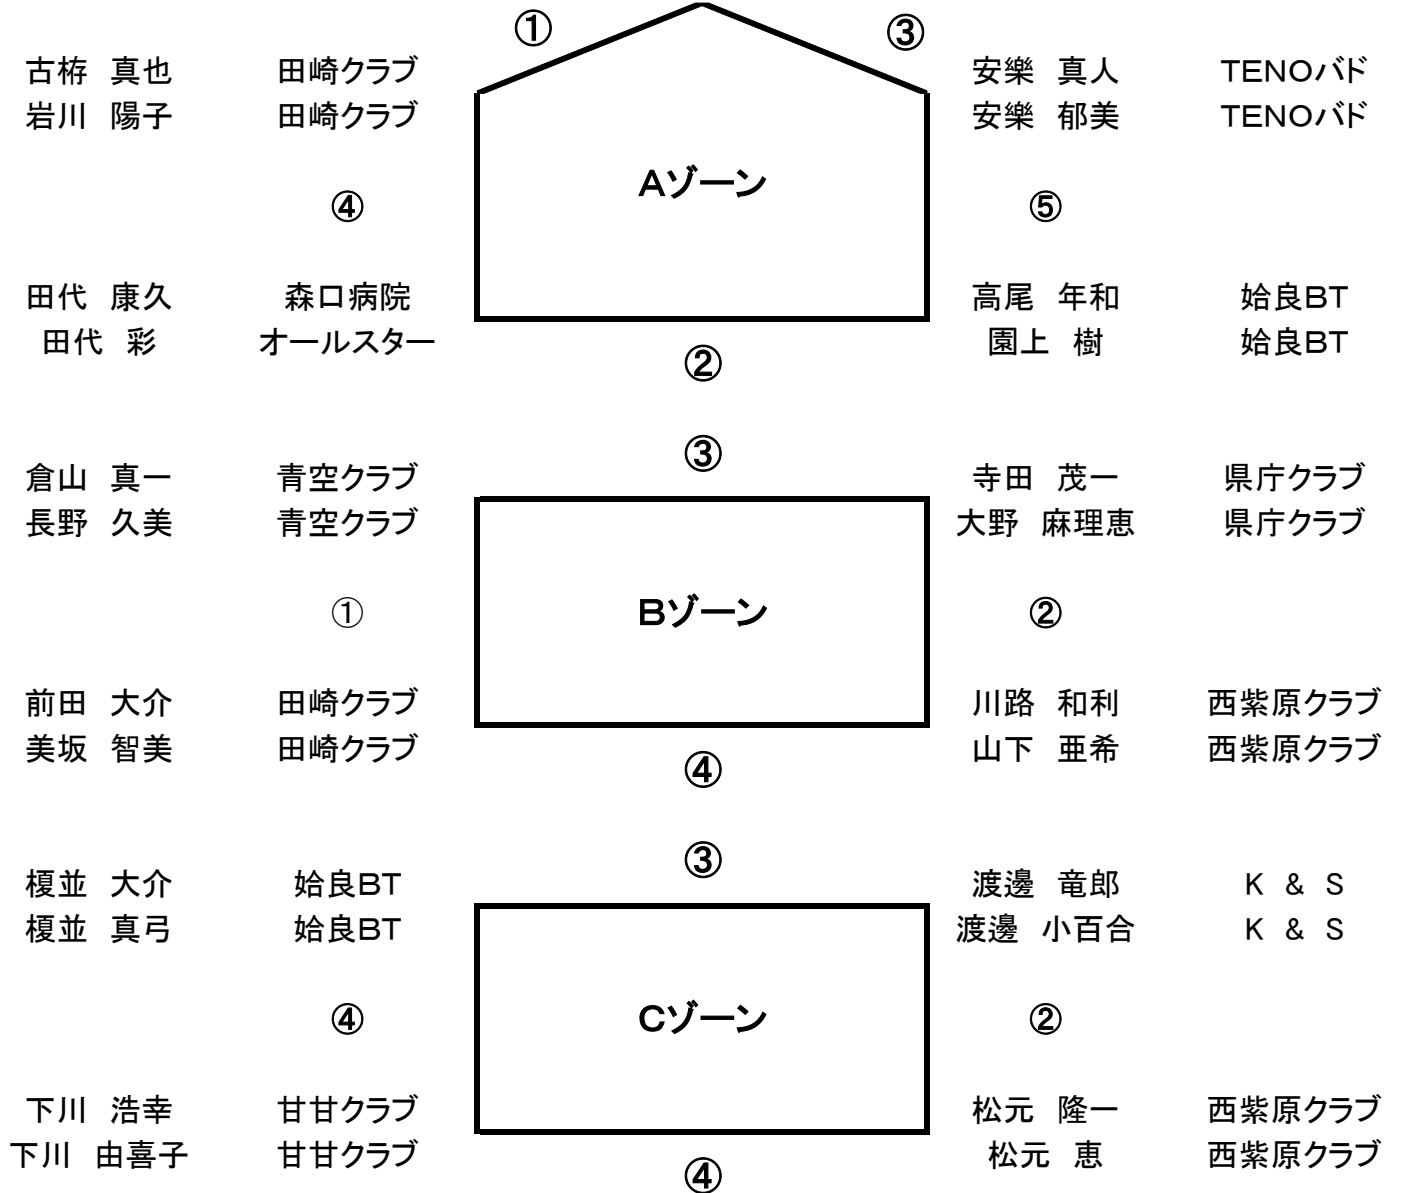 ① ③
古栫 真也 田崎クラブ 安樂 真人 TENOバド
岩川 陽子 田崎クラブ 安樂 郁美 TENOバド
Aゾーン
④ ⑤
田代 康久 森口病院 高尾 年和 姶良BT
田代 彩 オールスター 園上 樹 姶良BT
②
③
倉山 真一 青空クラブ 寺田 茂一 県庁クラブ
長野 久美 青空クラブ 大野 麻理恵 県庁クラブ
① Bゾーン ②
前田 大介 田崎クラブ 川路 和利 西紫原クラブ
美坂 智美 田崎クラブ 山下 亜希 西紫原クラブ
④
③
榎並 大介 姶良BT 渡邊 竜郎 K & S
榎並 真弓 姶良BT 渡邊 小百合 K & S
④ Cゾーン ②
下川 浩幸 甘甘クラブ 松元 隆一 西紫原クラブ
下川 由喜子 甘甘クラブ 松元 恵 西紫原クラブ
④